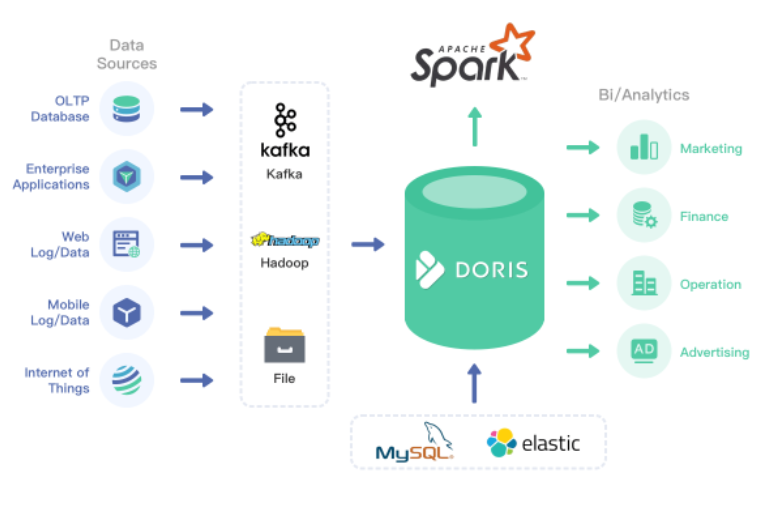 Data
Sources
OLTP
Database
Enterprise
Applications
Web
Log/Data
Mobile
Log/Data
Internet of
Things
kafka
Kafka
hadoop
Hadoop
File
APACHE
Spark
DORIS
MySQL
elastic
Bi/Analytics
Marketing
Finance
Operation
AD
Advertising